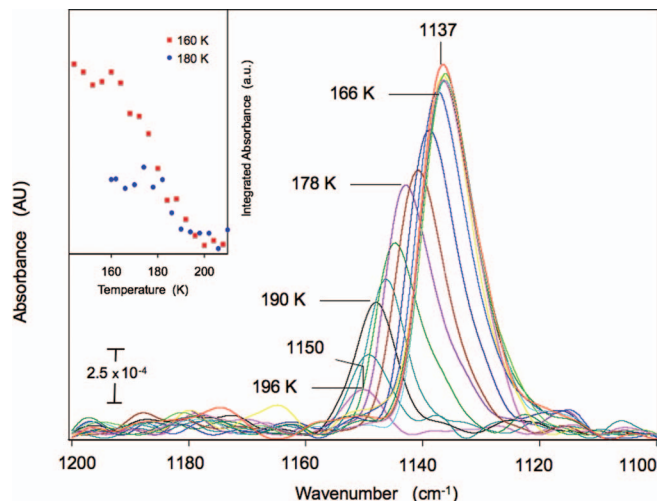 160 K
180 K
Integrated Absorbance (a.u.)
160 180 200
Temperature (K)
1137
166 K
178 K
190 K
1150
196 K
2.5 x 10-4
Absorbance (AU)
1200 1180 1160 1140 1120 1100
Wavenumber (cm-1)